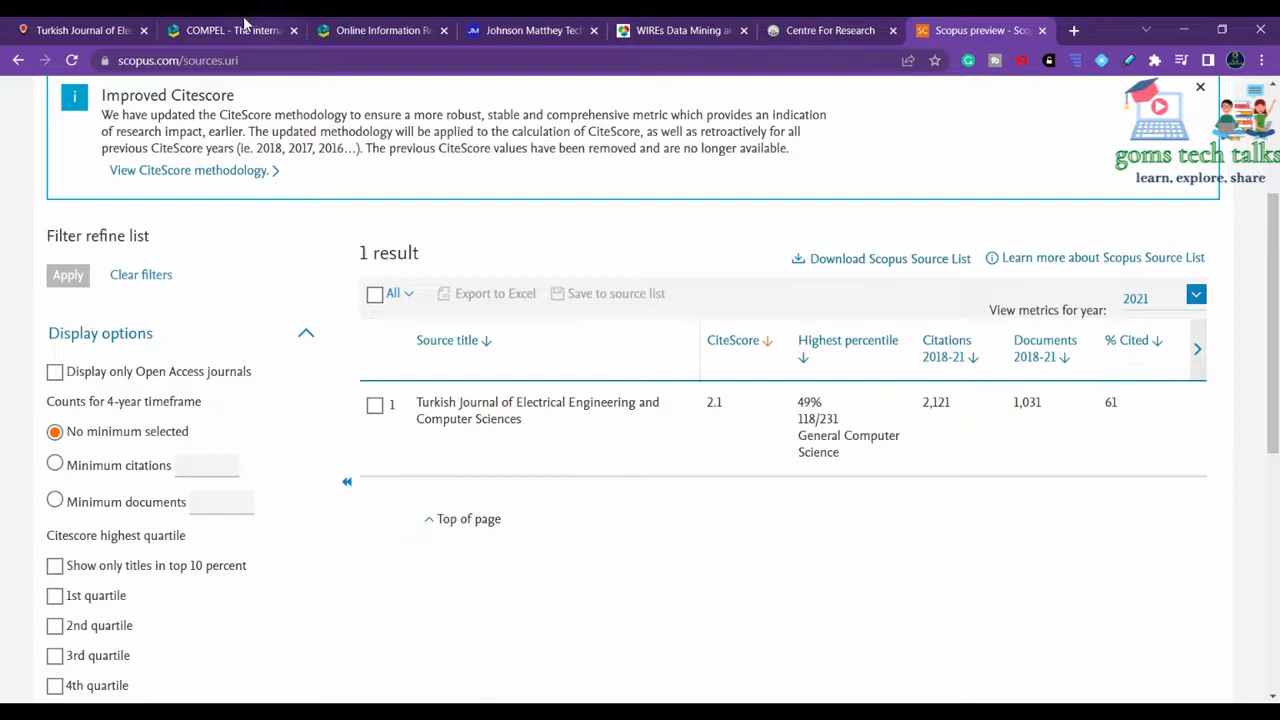 Turkish Journal of Ele
COMPEL - The interna
Online Information Re
Johnson Matthey Tech
WIREs Data Mining an
Centre For Research
Scopus preview - Sco
scopus.com/sources.uri
Improved Citescore
We have updated the CiteScore methodology to ensure a more robust, stable and comprehensive metric which provides an indication
of research impact, earlier. The updated methodology will be applied to the calculation of CiteScore, as well as retroactively for all
previous CiteScore years (ie. 2018, 2017, 2016...). The previous CiteScore values have been removed and are no longer available.
View CiteScore methodology. >
goms tech talks
learn, explore, share
Filter refine list
Apply Clear filters
Display options
Display only Open Access journals
Counts for 4-year timeframe
No minimum selected
Minimum citations
Minimum documents
Citescore highest quartile
Show only titles in top 10 percent
1st quartile
2nd quartile
3rd quartile
4th quartile
1 result
Download Scopus Source List Learn more about Scopus Source List
All Export to Excel Save to source list
View metrics for year: 2021
Source title CiteScore Highest percentile Citations 2018-21 Documents 2018-21 % Cited
1 Turkish Journal of Electrical Engineering and Computer Sciences 2.1 49% 118/231 General Computer Science 2,121 1,031 61
Top of page